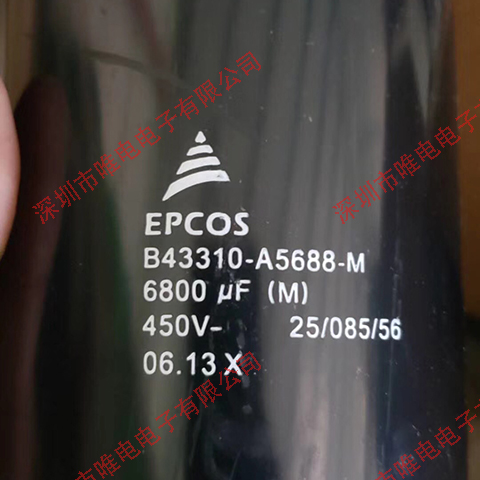 深圳市唯电电子有限公司
深圳市唯电电子有限公司
EPCOS
B43310-A5688-M
6800 μF (M)
450V- 25/085/56
06.13 X
深圳市唯电电子有限公司